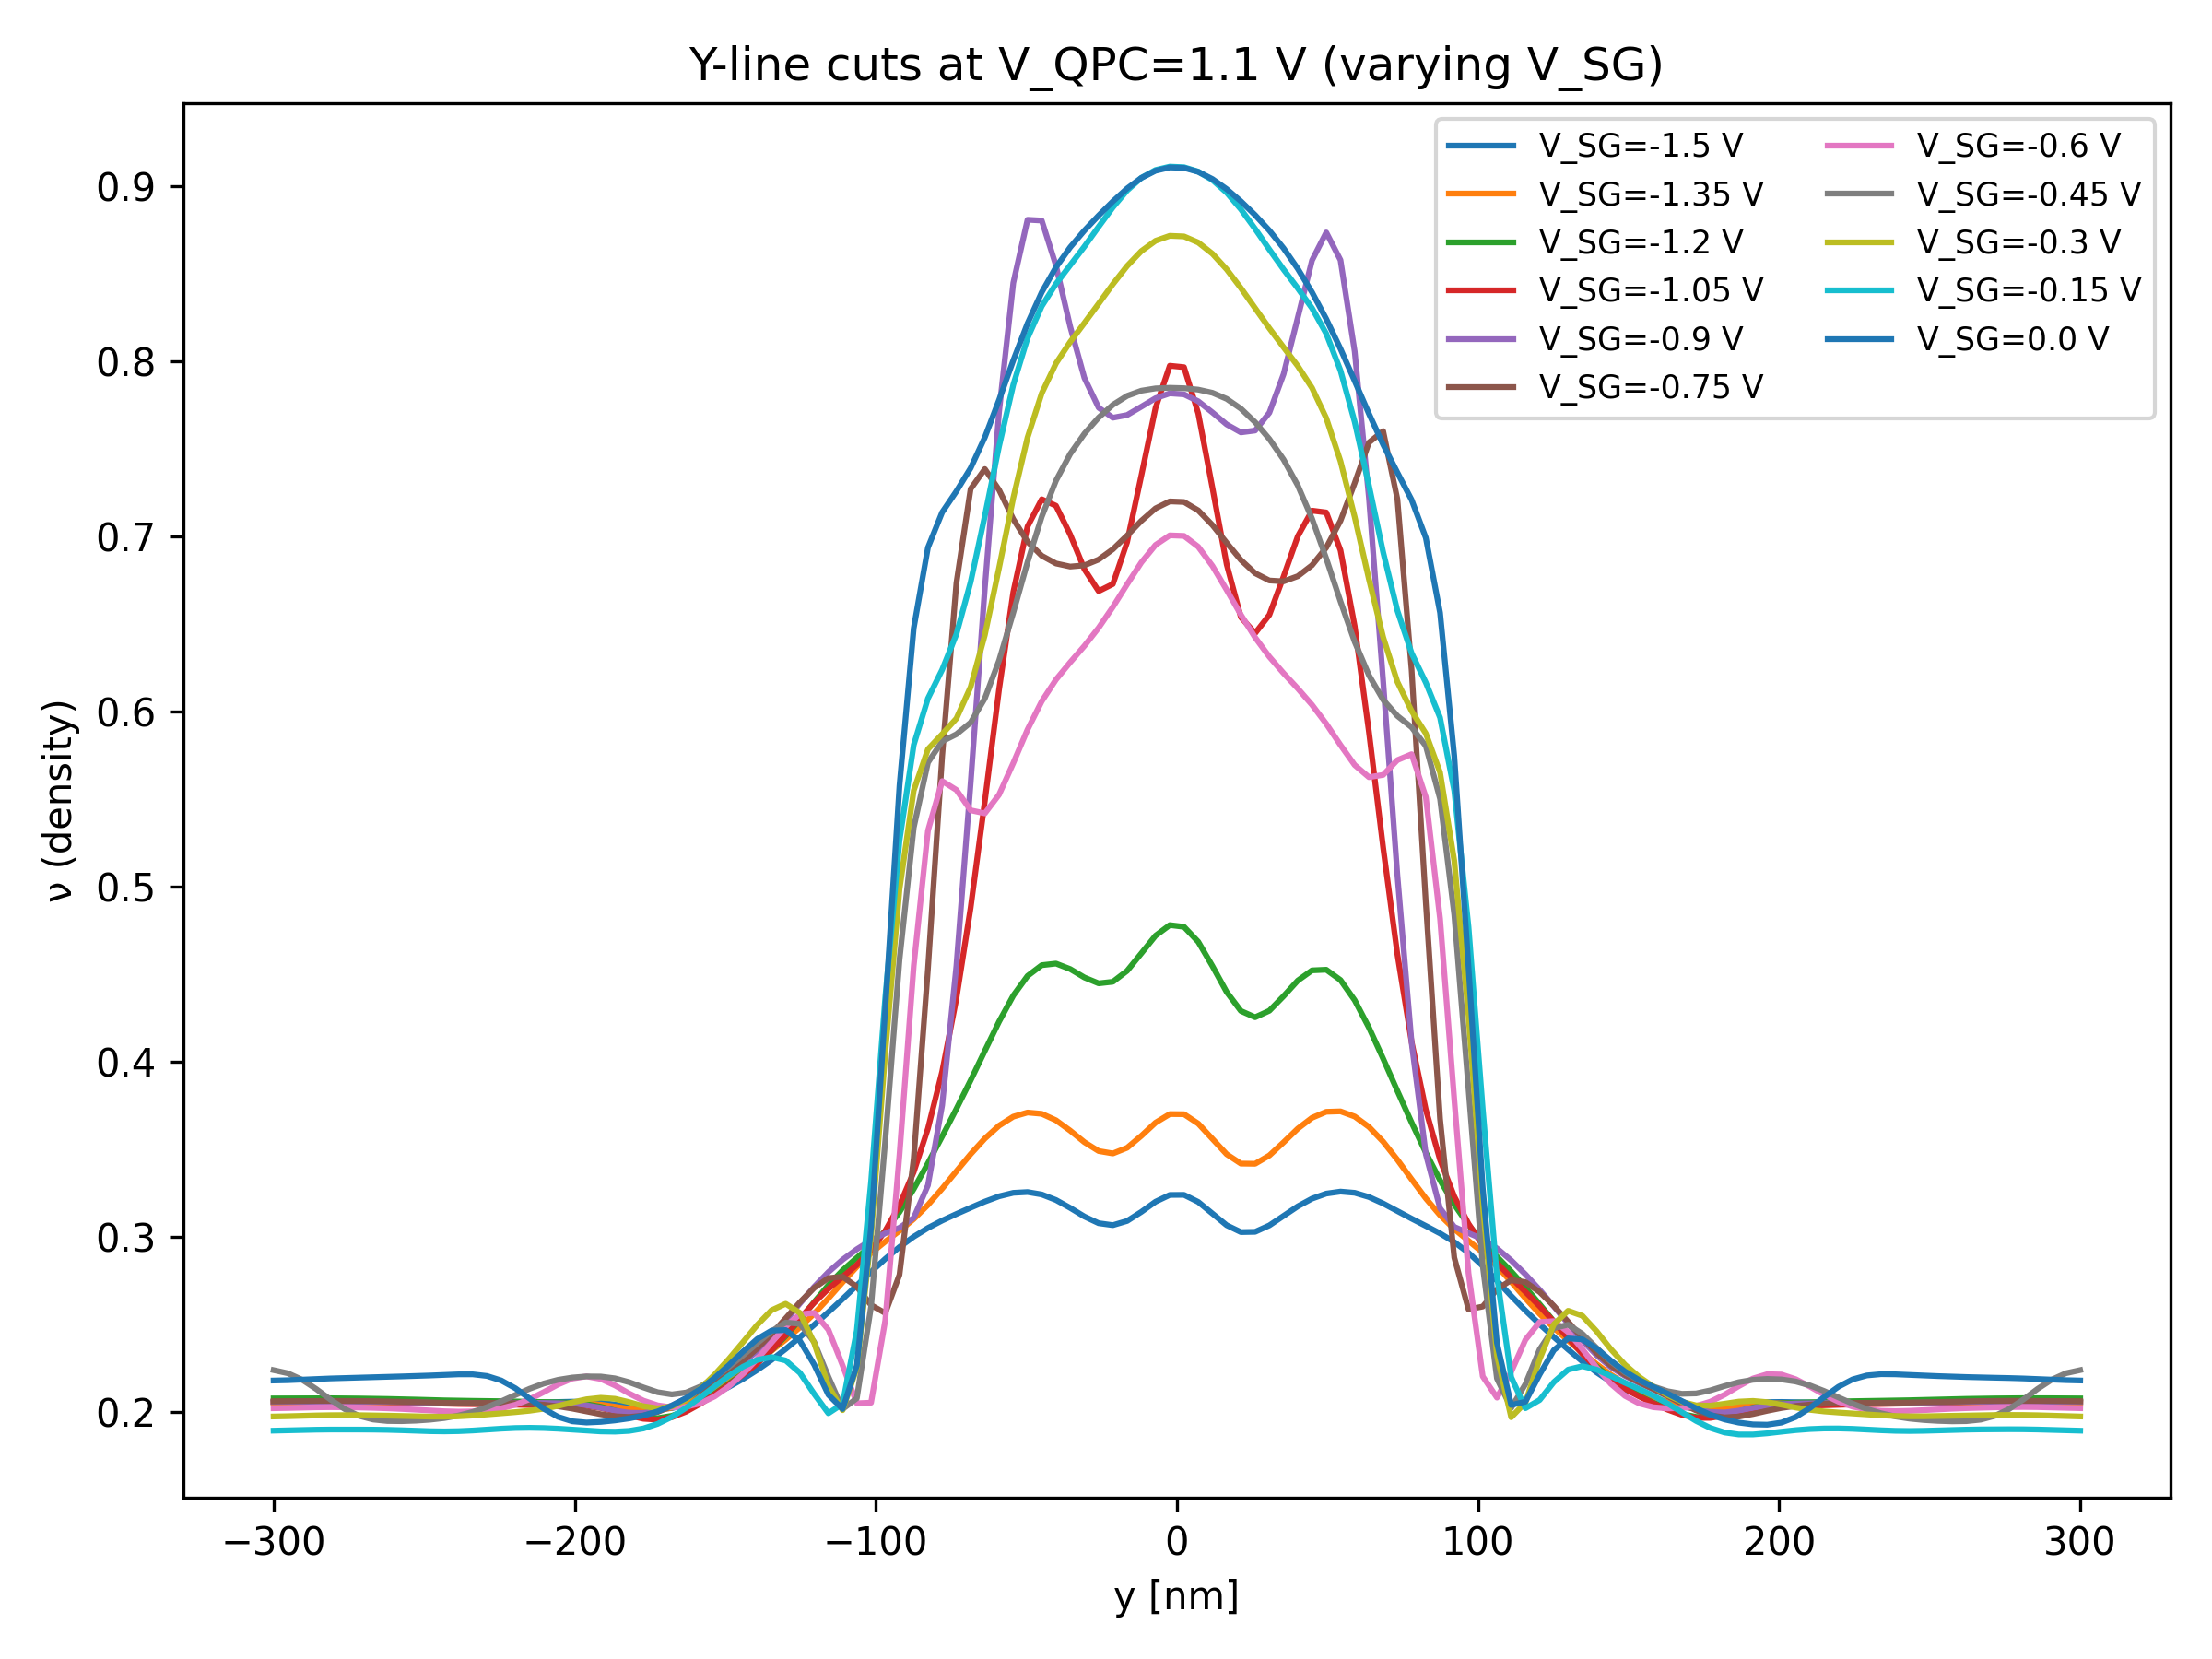 Y-line cuts at V_QPC=1.1 V (varying V_SG)
V_SG=-1.5 V
V_SG=-1.35 V
V_SG=-1.2 V
V_SG=-1.05 V
V_SG=-0.9 V
V_SG=-0.75 V
V_SG=-0.6 V
V_SG=-0.45 V
V_SG=-0.3 V
V_SG=-0.15 V
V_SG=0.0 V
ν (density)
0.9
0.8
0.7
0.6
0.5
0.4
0.3
0.2
−300 −200 −100 0 100 200 300
y [nm]